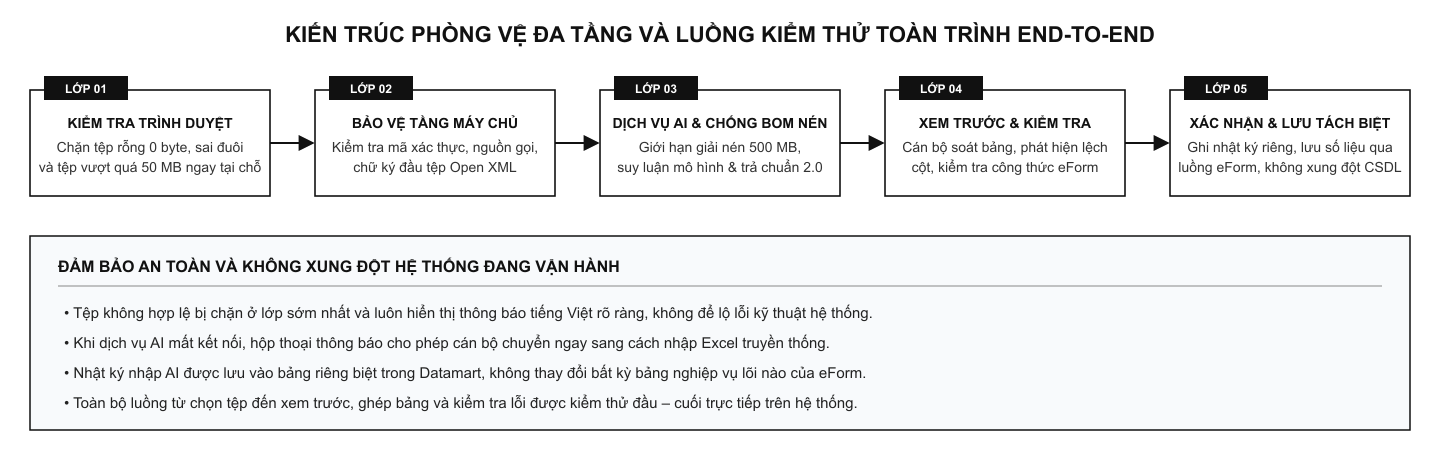 KIẾN TRÚC PHÒNG VỆ ĐA TẦNG VÀ LUỒNG KIỂM THỬ TOÀN TRÌNH END-TO-END
LỚP 01
KIỂM TRA TRÌNH DUYỆT
Chặn tệp rỗng 0 byte, sai đuôi
và tệp vượt quá 50 MB ngay tại chỗ
LỚP 02
BẢO VỆ TẦNG MÁY CHỦ
Kiểm tra mã xác thực, nguồn gọi,
chữ ký đầu tệp Open XML
LỚP 03
DỊCH VỤ AI & CHỐNG BOM NÉN
Giới hạn giải nén 500 MB,
suy luận mô hình & trả chuẩn 2.0
LỚP 04
XEM TRƯỚC & KIỂM TRA
Cán bộ soát bảng, phát hiện lệch
cột, kiểm tra công thức eForm
LỚP 05
XÁC NHẬN & LƯU TÁCH BIỆT
Ghi nhật ký riêng, lưu số liệu qua
luồng eForm, không xung đột CSDL
ĐẢM BẢO AN TOÀN VÀ KHÔNG XUNG ĐỘT HỆ THỐNG ĐANG VẬN HÀNH
• Tệp không hợp lệ bị chặn ở lớp sớm nhất và luôn hiển thị thông báo tiếng Việt rõ ràng, không để lộ lỗi kỹ thuật hệ thống.
• Khi dịch vụ AI mất kết nối, hộp thoại thông báo cho phép cán bộ chuyển ngay sang cách nhập Excel truyền thống.
• Nhật ký nhập AI được lưu vào bảng riêng biệt trong Datamart, không thay đổi bất kỳ bảng nghiệp vụ lõi nào của eForm.
• Toàn bộ luồng từ chọn tệp đến xem trước, ghép bảng và kiểm tra lỗi được kiểm thử đầu – cuối trực tiếp trên hệ thống.